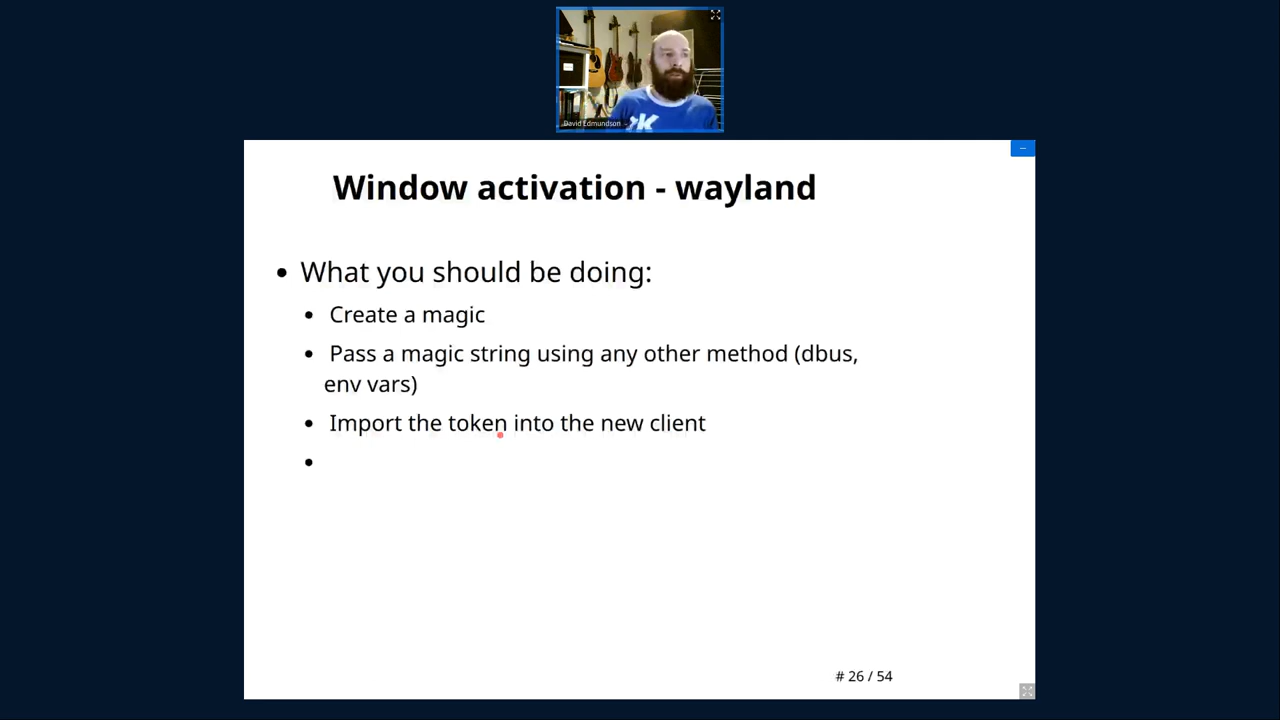 David Edmundson
Window activation - wayland
What you should be doing:
Create a magic
Pass a magic string using any other method (dbus,
env vars)
Import the token into the new client
# 26 / 54